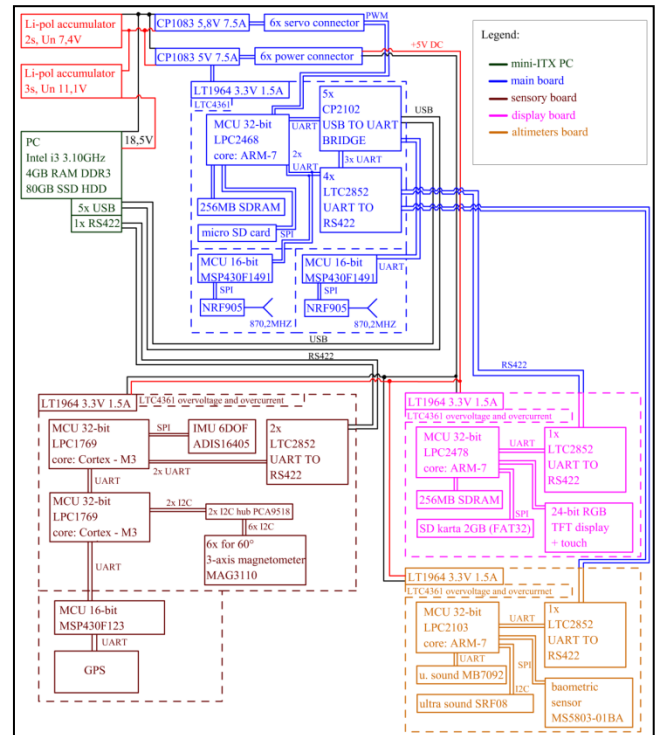 Li-pol accumulator
2s, Un 7,4V
Li-pol accumulator
3s, Un 11,1V
CP1083 5,8V 7.5A
6x servo connector
PWM
CP1083 5V 7.5A
6x power connector
+5V DC
Legend:
mini-ITX PC
main board
sensory board
display board
altimeters board
18,5V
PC
Intel i3 3.10GHz
4GB RAM DDR3
80GB SSD HDD
5x USB
1x RS422
LT1964 3.3V 1.5A
LTC4361
MCU 32-bit
LPC2468
core: ARM-7
UART
2x
UART
5x
CP2102
USB TO UART
BRIDGE
USB
3x UART
4x
LTC2852
UART TO
RS422
256MB SDRAM
micro SD card
SPI
MCU 16-bit
MSP430F1491
SPI
NRF905
870,2MHZ
MCU 16-bit
MSP430F1491
UART
SPI
NRF905
870,2MHZ
USB
RS422
RS422
LT1964 3.3V 1.5A
LTC4361 overvoltage and overcurrent
MCU 32-bit
LPC1769
core: Cortex - M3
SPI
IMU 6DOF
ADIS16405
2x UART
2x
LTC2852
UART TO
RS422
UART
MCU 32-bit
LPC1769
core: Cortex - M3
2x I2C
2x I2C hub PCA9518
6x I2C
6x for 60°
3-axis magnetometer
MAG3110
UART
MCU 16-bit
MSP430F123
UART
GPS
LT1964 3.3V 1.5A
LTC4361 overvoltage and overcurrent
MCU 32-bit
LPC2478
core: ARM-7
UART
1x
LTC2852
UART TO
RS422
256MB SDRAM
SPI
SD karta 2GB (FAT32)
24-bit RGB
TFT display
+ touch
LT1964 3.3V 1.5A
LTC4361 overvoltage and overcurrnet
MCU 32-bit
LPC2103
core: ARM-7
UART
1x
LTC2852
UART TO
RS422
UART
SPI
u. sound MB7092
I2C
ultra sound SRF08
baometric
sensor
MS5803-01BA